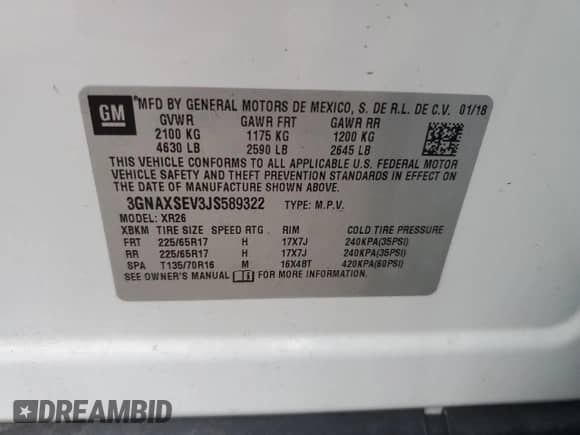 GM
MFD BY GENERAL MOTORS DE MEXICO, S. DE R.L. DE C.V. 01/18
GVWR GAWR FRT GAWR RR
2100 KG 1175 KG 1200 KG
4630 LB 2590 LB 2645 LB
THIS VEHICLE CONFORMS TO ALL APPLICABLE U.S. FEDERAL MOTOR
VEHICLE SAFETY AND THEFT PREVENTION STANDARDS IN EFFECT
ON THE DATE OF MANUFACTURE SHOWN ABOVE.
3GNAXSEV3JS589322 TYPE: M.P.V.
MODEL: XR26
XBKM TIRE SIZE SPEED RTG RIM COLD TIRE PRESSURE
FRT 225/65R17 H 17X7J 240KPA(35PSI)
RR 225/65R17 H 17X7J 240KPA(35PSI)
SPA T135/70R16 M 16X4BT 420KPA(60PSI)
SEE OWNER'S MANUAL FOR MORE INFORMATION.
DREAMBID